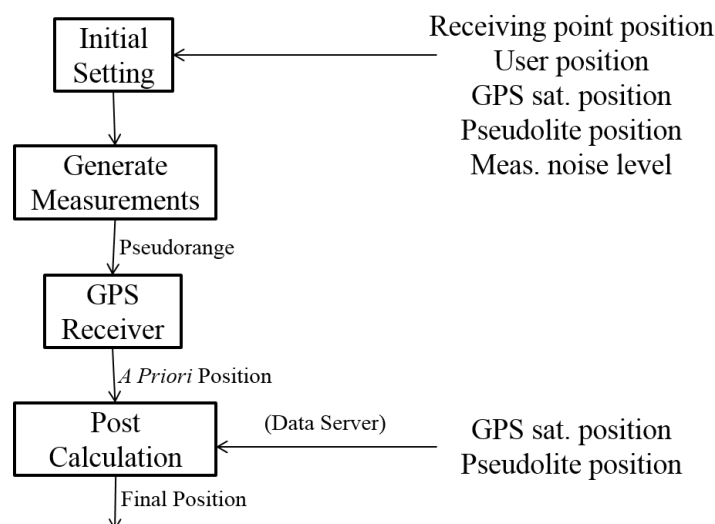 Initial
Setting
Receiving point position
User position
GPS sat. position
Pseudolite position
Meas. noise level
Generate
Measurements
Pseudorange
GPS
Receiver
A Priori Position
Post
Calculation
(Data Server)
GPS sat. position
Pseudolite position
Final Position